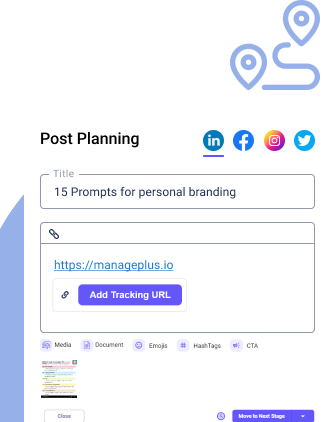 Post Planning
Title
15 Prompts for personal branding
https://manageplus.io
Add Tracking URL
Media Document Emojis HashTags CTA
Close Move to Next Stage